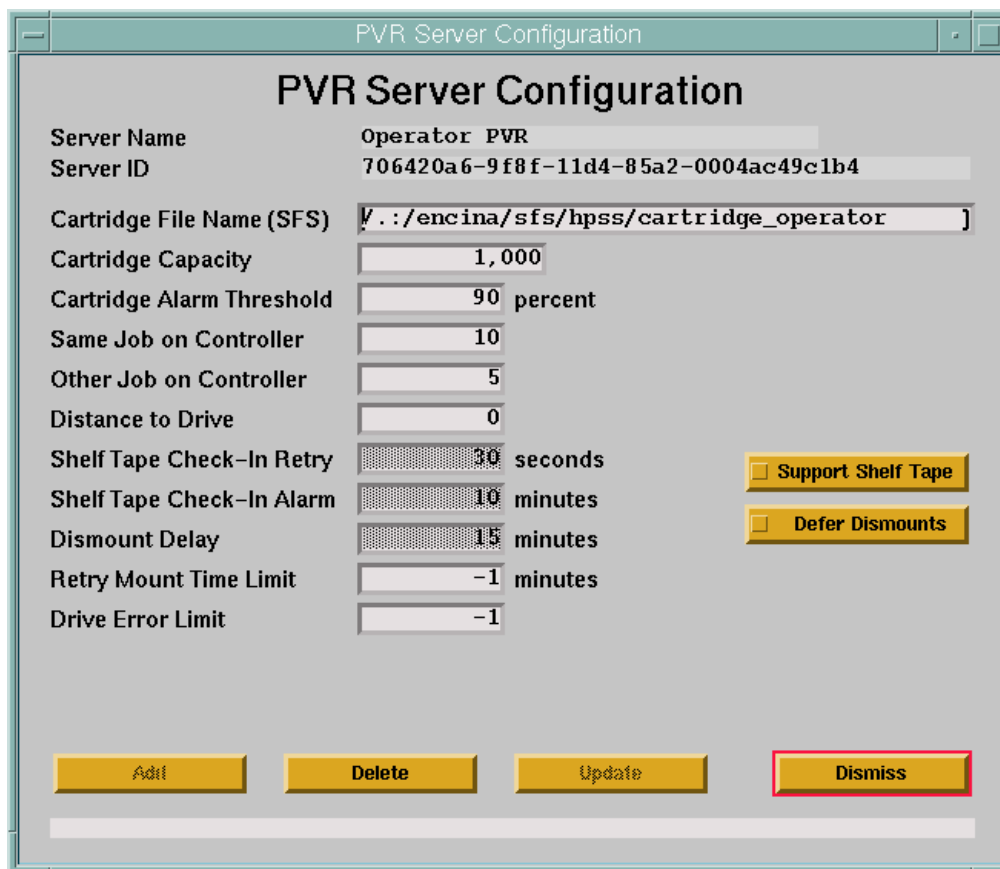 PVR Server Configuration
PVR Server Configuration
Server Name Operator PVR
Server ID 706420a6-9f8f-11d4-85a2-0004ac49c1b4
Cartridge File Name (SFS) /.:/encina/sfs/hpss/cartridge_operator ]
Cartridge Capacity 1,000
Cartridge Alarm Threshold 90 percent
Same Job on Controller 10
Other Job on Controller 5
Distance to Drive 0
Shelf Tape Check-In Retry 30 seconds
Support Shelf Tape
Shelf Tape Check-In Alarm 10 minutes
Defer Dismounts
Dismount Delay 15 minutes
Retry Mount Time Limit -1 minutes
Drive Error Limit -1
Add Delete Update Dismiss